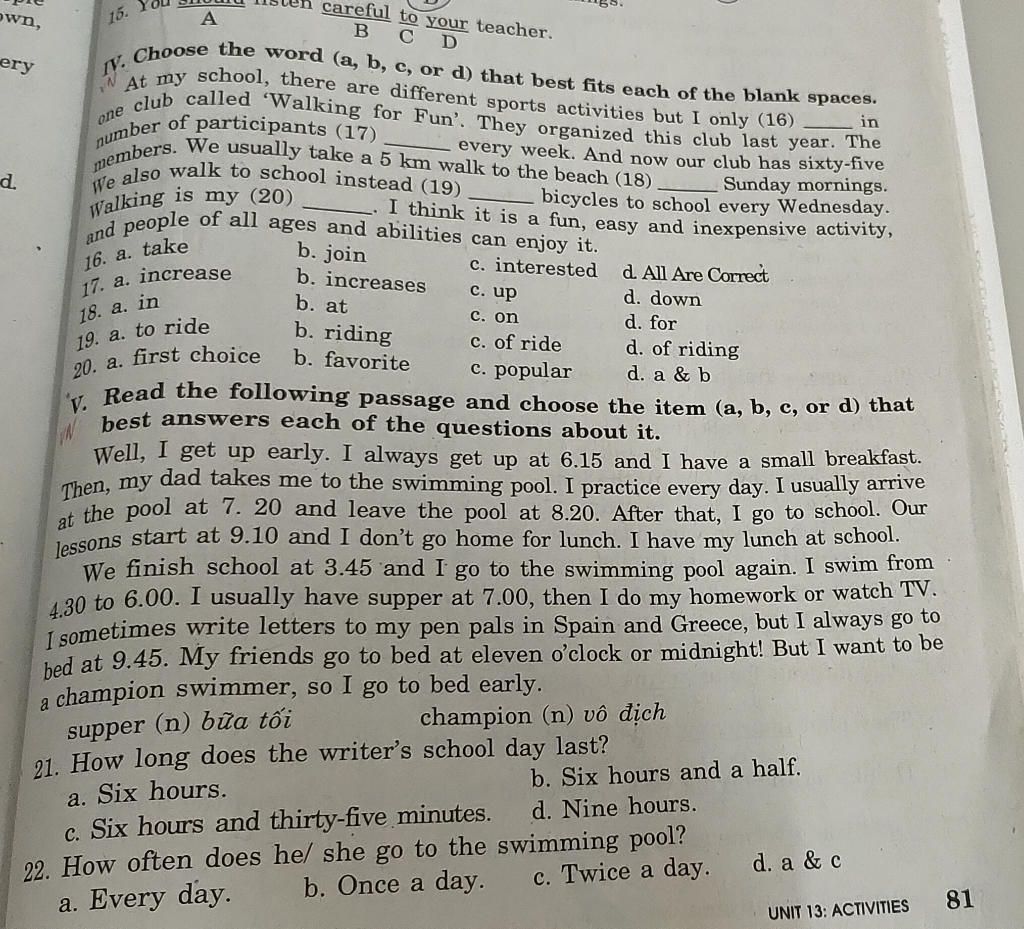 own,
ery
d.
15. You should listen careful to your teacher.
A B C D
IV. Choose the word (a, b, c, or d) that best fits each of the blank spaces.
At my school, there are different sports activities but I only (16) _____ in
one club called 'Walking for Fun'. They organized this club last year. The
number of participants (17) _____ every week. And now our club has sixty-five
members. We usually take a 5 km walk to the beach (18) _____ Sunday mornings.
We also walk to school instead (19) _____ bicycles to school every Wednesday.
Walking is my (20) _____. I think it is a fun, easy and inexpensive activity,
and people of all ages and abilities can enjoy it.
16. a. take b. join c. interested d. All Are Correct
17. a. increase b. increases c. up d. down
18. a. in b. at c. on d. for
19. a. to ride b. riding c. of ride d. of riding
20. a. first choice b. favorite c. popular d. a & b
V. Read the following passage and choose the item (a, b, c, or d) that
best answers each of the questions about it.
Well, I get up early. I always get up at 6.15 and I have a small breakfast.
Then, my dad takes me to the swimming pool. I practice every day. I usually arrive
at the pool at 7. 20 and leave the pool at 8.20. After that, I go to school. Our
lessons start at 9.10 and I don't go home for lunch. I have my lunch at school.
We finish school at 3.45 and I go to the swimming pool again. I swim from
4.30 to 6.00. I usually have supper at 7.00, then I do my homework or watch TV.
I sometimes write letters to my pen pals in Spain and Greece, but I always go to
bed at 9.45. My friends go to bed at eleven o'clock or midnight! But I want to be
a champion swimmer, so I go to bed early.
supper (n) bữa tối champion (n) vô địch
21. How long does the writer's school day last?
a. Six hours. b. Six hours and a half.
c. Six hours and thirty-five minutes. d. Nine hours.
22. How often does he/ she go to the swimming pool?
a. Every day. b. Once a day. c. Twice a day. d. a & c
UNIT 13: ACTIVITIES 81